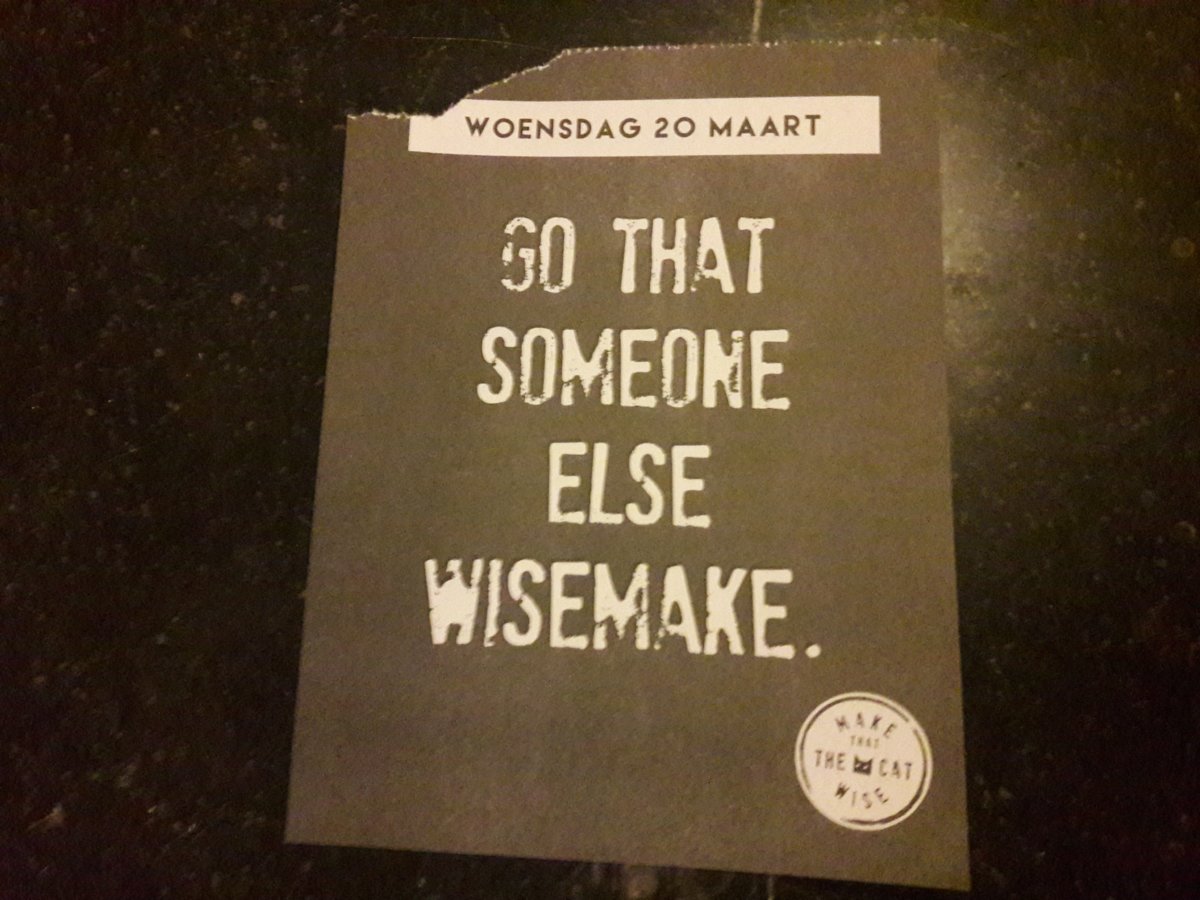 WOENSDAG 20 MAART
GO THAT
SOMEONE
ELSE
WISEMAKE.
MAKE
THAT
THE CAT
WISE